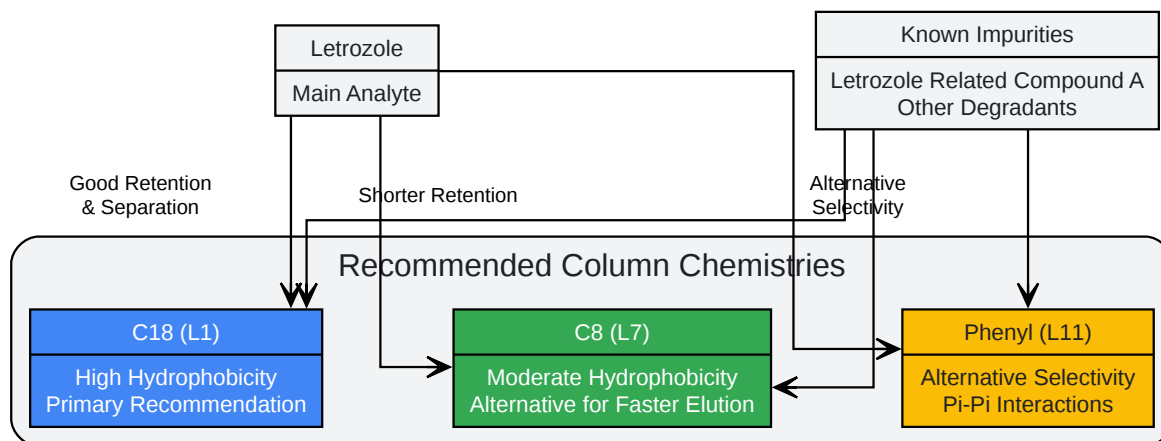 Letrozole
Main Analyte
Known Impurities
Letrozole Related Compound A
Other Degradants
Good Retention
& Separation
Shorter Retention
Alternative
Selectivity
Recommended Column Chemistries
C18 (L1)
High Hydrophobicity
Primary Recommendation
C8 (L7)
Moderate Hydrophobicity
Alternative for Faster Elution
Phenyl (L11)
Alternative Selectivity
Pi-Pi Interactions